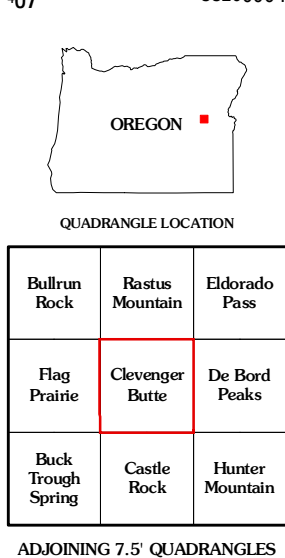 ⁴07
OREGON
QUADRANGLE LOCATION
Bullrun
Rock
Rastus
Mountain
Eldorado
Pass
Flag
Prairie
Clevenger
Butte
De Bord
Peaks
Buck
Trough
Spring
Castle
Rock
Hunter
Mountain
ADJOINING 7.5' QUADRANGLES